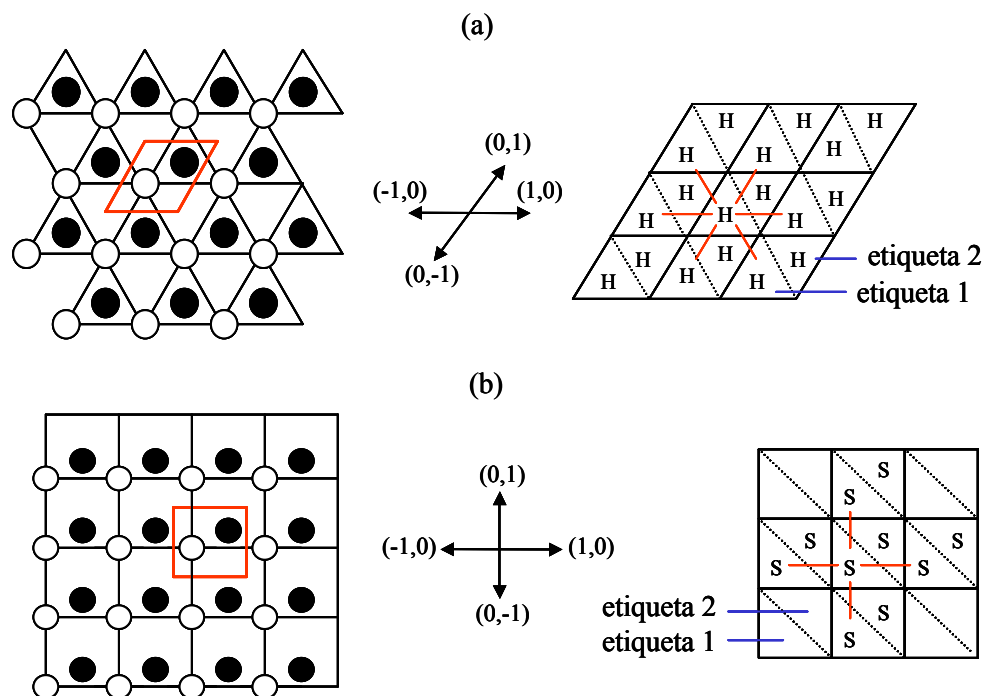 (a)
H H H
(0,1)
H H H
(-1,0) (1,0)
H H H
H H H
(0,-1)
H H H etiqueta 2
H H H etiqueta 1
(b)
(0,1)
S
S
(-1,0) (1,0)
S S S
S S S
(0,-1)
etiqueta 2 S
etiqueta 1 S